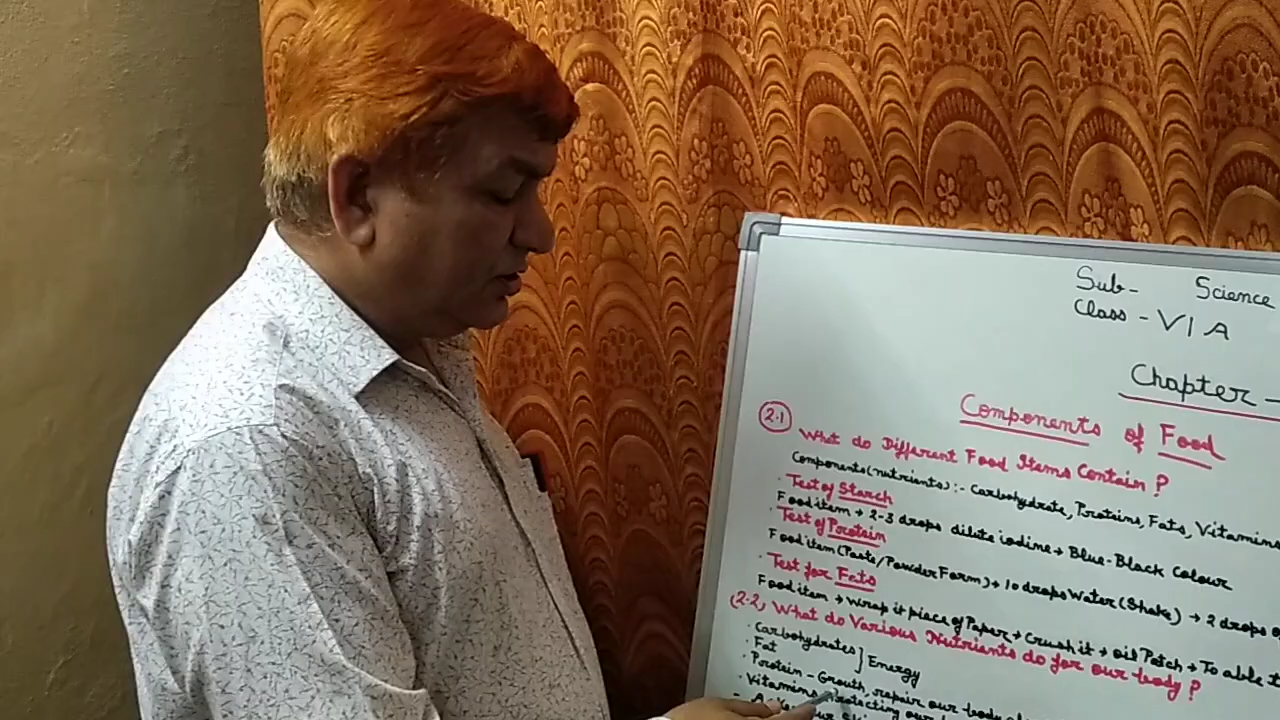 Sub- Science
Class - VI A
Chapter -
Components of Food
2.1 What do Different Food Items Contain?
Components(nutrients):- Carbohydrate, Proteins, Fats, Vitamins
· Test of Starch
Food item + 2-3 drops dilute iodine → Blue-Black Colour
· Test of Protein
Food item (Paste/Powder Form) + 10 drops Water (Shake) → 2 drops
· Test for Fats
Food item → wrap it piece of Paper + Crush it + oil Patch + To able
(2.2) What do Various Nutrients do for our body?
· Carbohydrates
· Fat } Energy
· Protein - Growth, repair our body
· Vitamins protecting our